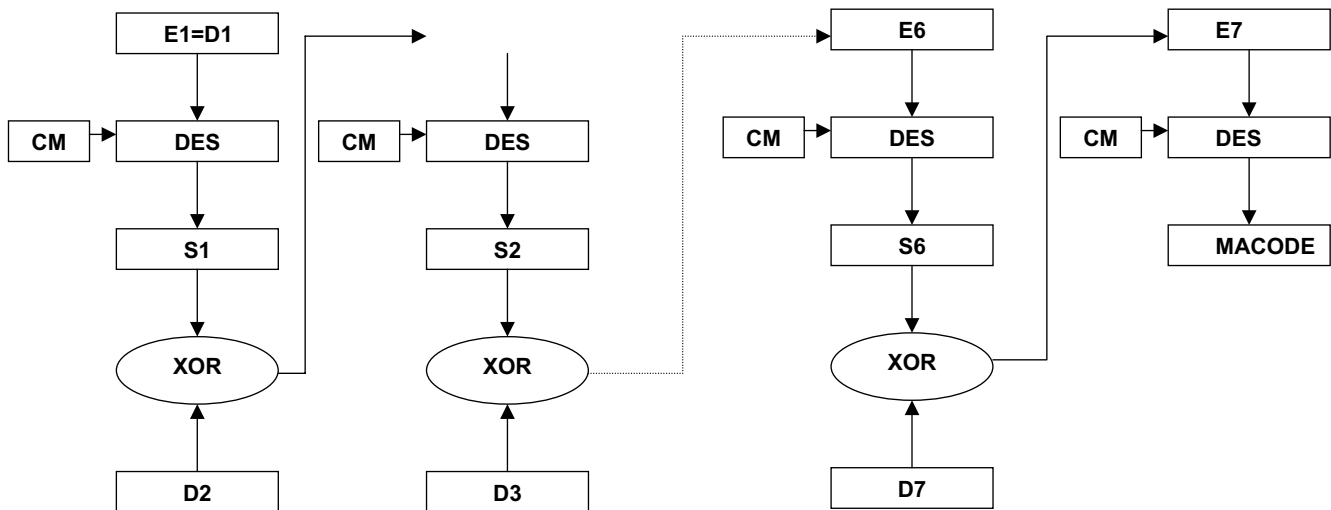 E1=D1
E6
E7
CM
DES
CM
DES
CM
DES
CM
DES
S1
S2
S6
MACODE
XOR
XOR
XOR
D2
D3
D7